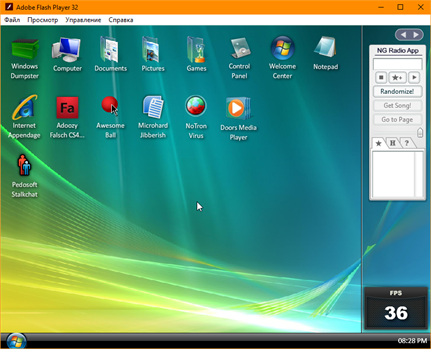 Adobe Flash Player 32
Файл Просмотр Управление Справка
Windows Dumpster
Computer
Documents
Pictures
Games
Control Panel
Welcome Center
Notepad
Internet Appendage
Fa
Adoozy Falsch CS4...
Awesome Ball
Microhard Jibberish
NoTron Virus
Doors Media Player
Pedosoft Stalkchat
NG Radio App
Randomize!
Get Song!
Go to Page
H ?
FPS
36
08:28 PM